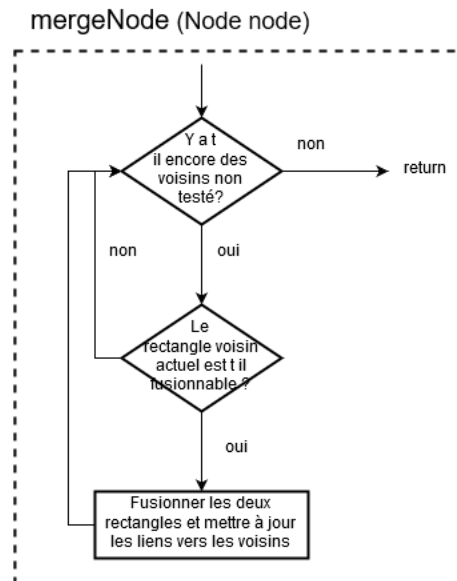 mergeNode (Node node)
Y a t
il encore des
voisins non
testé?
non
return
non
oui
Le
rectangle voisin
actuel est t il
fusionnable ?
oui
Fusionner les deux
rectangles et mettre à jour
les liens vers les voisins